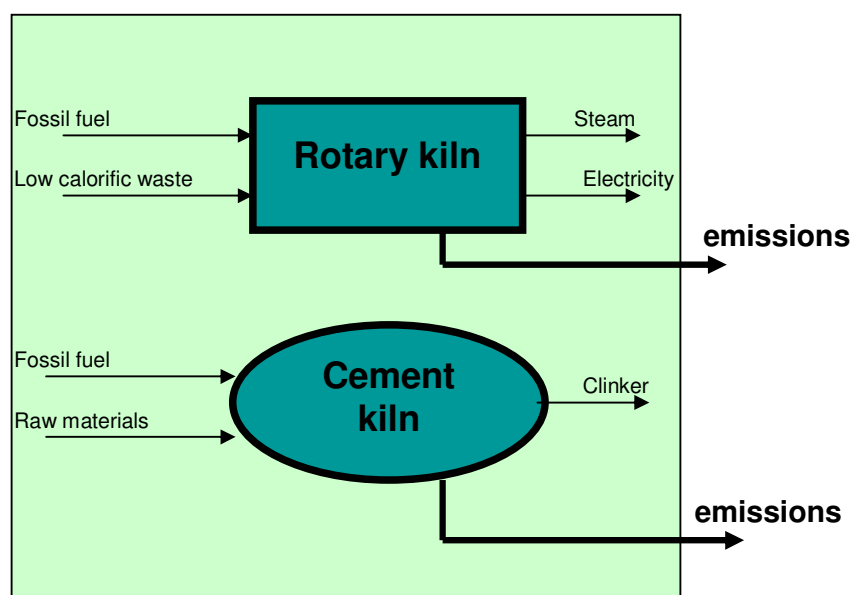 Fossil fuel
Steam
Rotary kiln
Low calorific waste
Electricity
emissions
Fossil fuel
Cement
kiln
Clinker
Raw materials
emissions